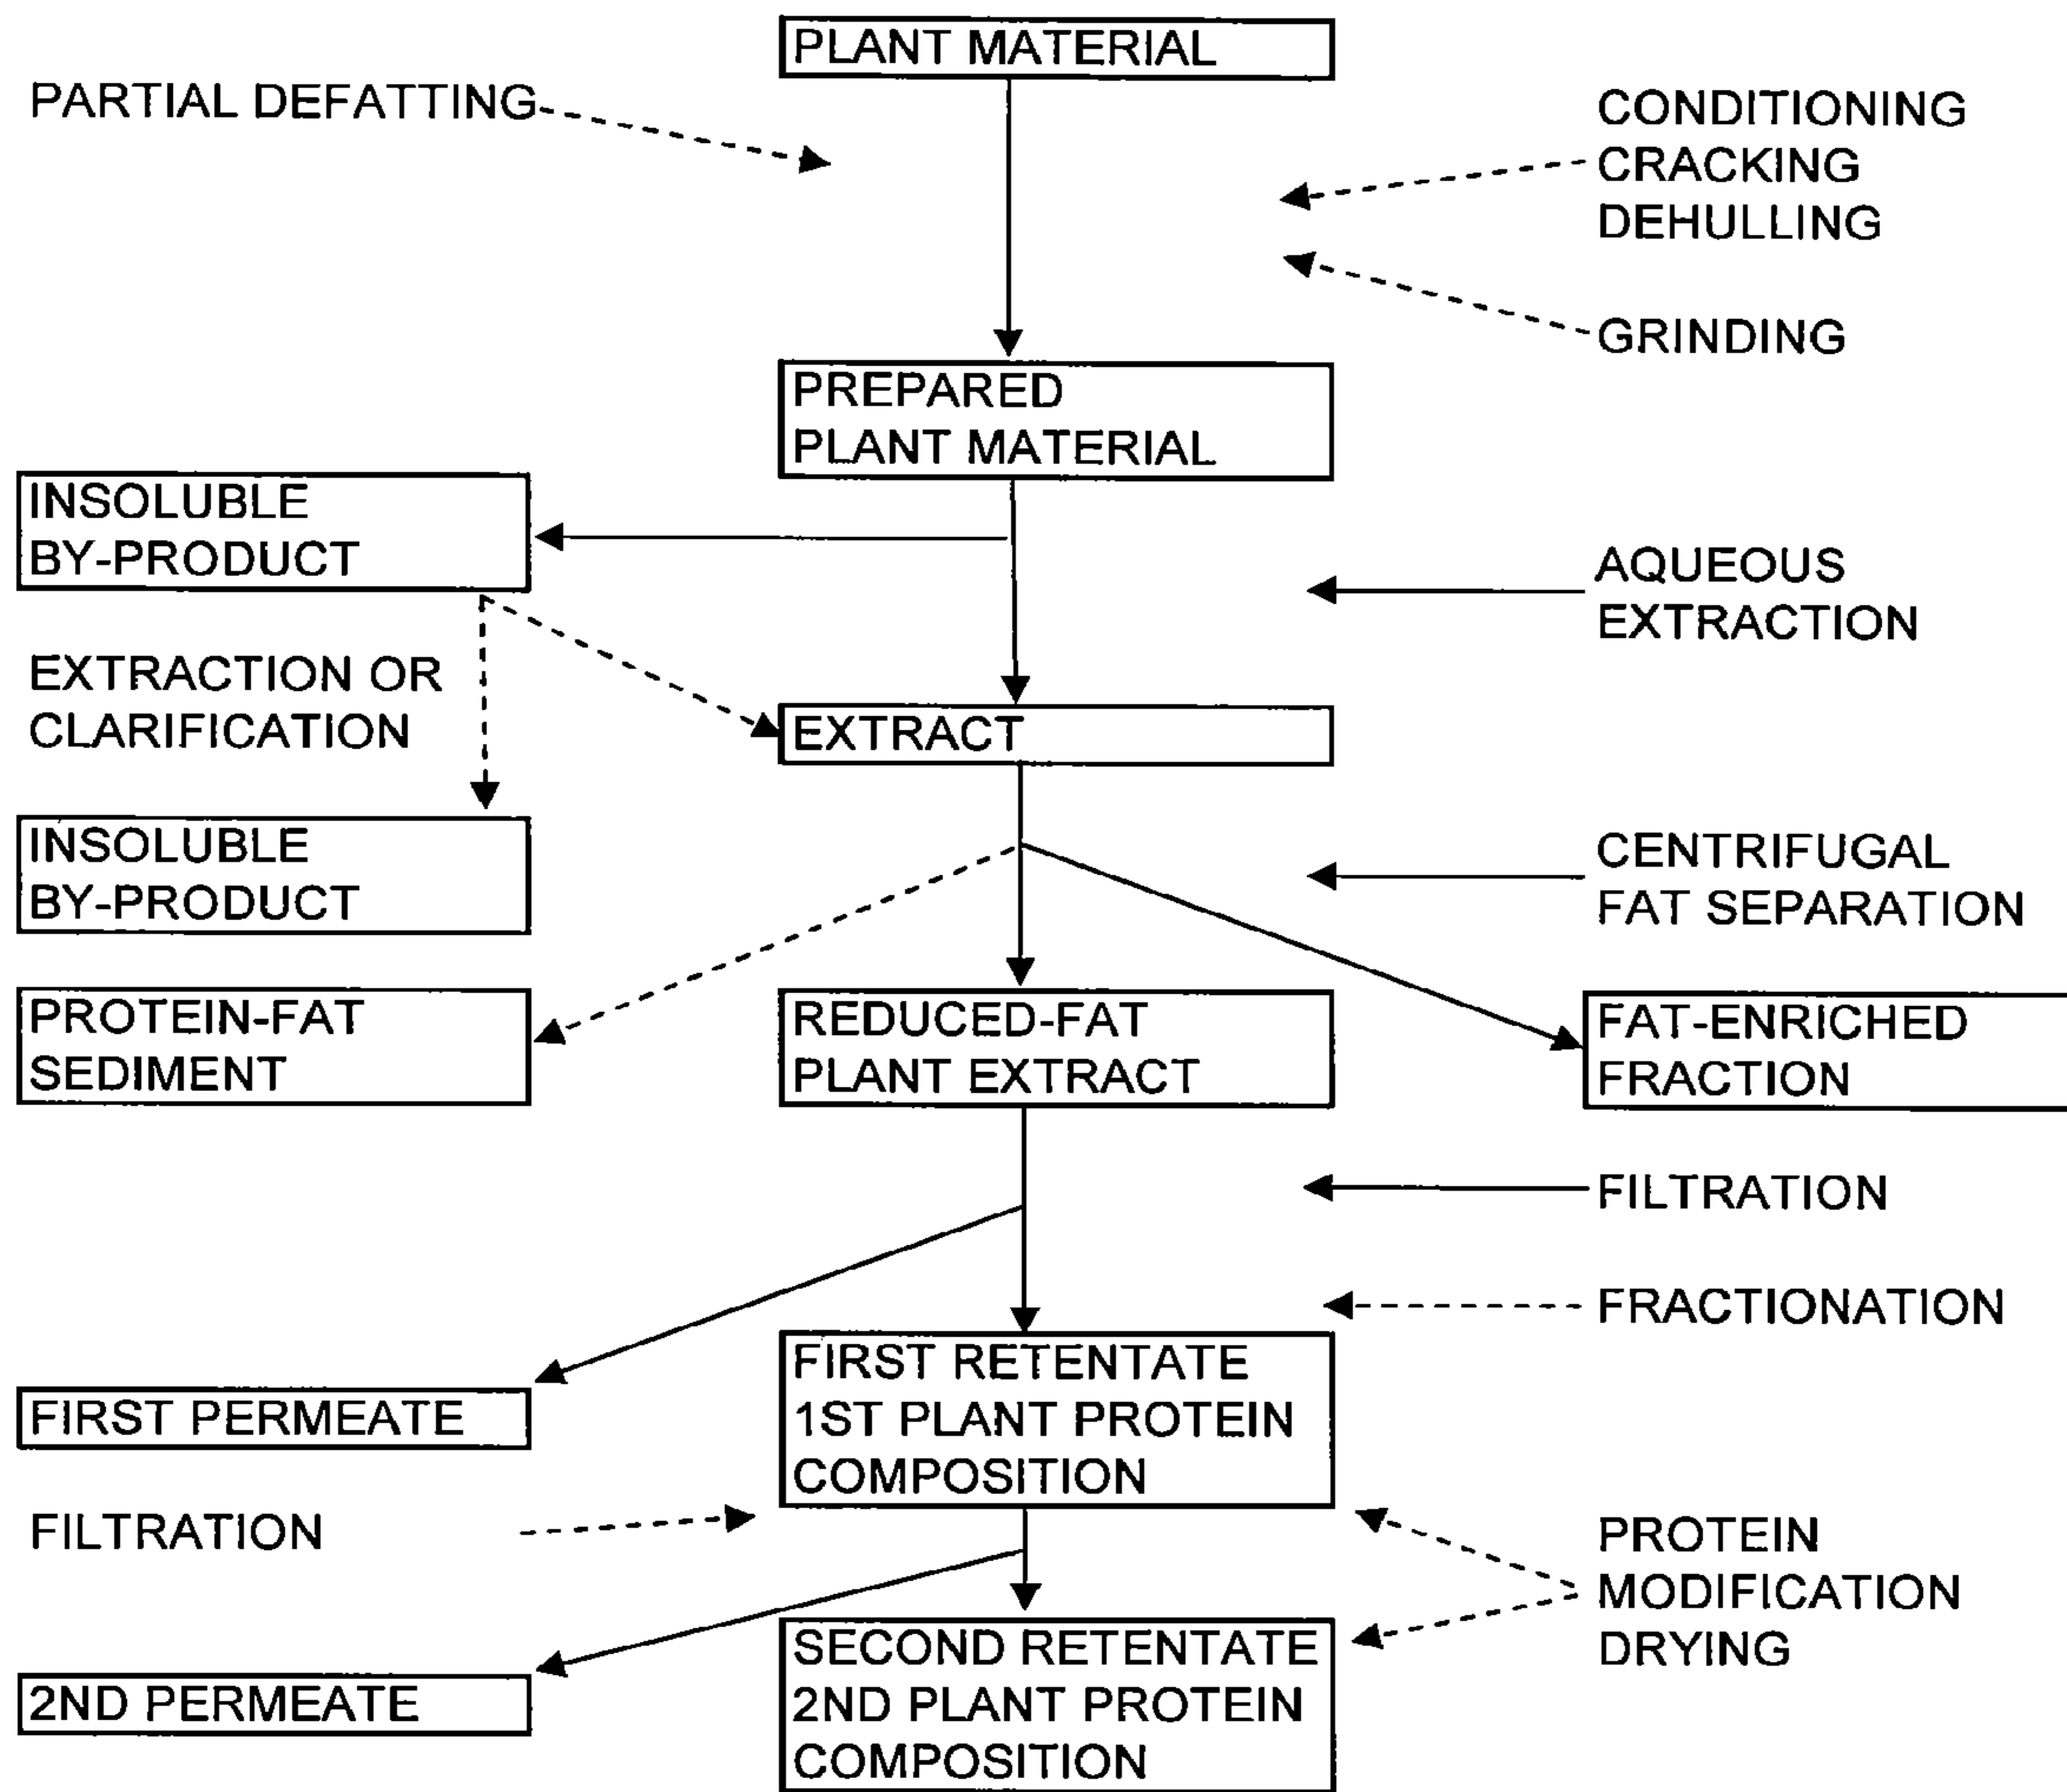 PLANT MATERIAL
PARTIAL DEFATTING
CONDITIONING
CRACKING
DEHULLING
GRINDING
PREPARED
PLANT MATERIAL
INSOLUBLE
BY-PRODUCT
AQUEOUS
EXTRACTION
EXTRACTION OR
CLARIFICATION
EXTRACT
INSOLUBLE
BY-PRODUCT
CENTRIFUGAL
FAT SEPARATION
PROTEIN-FAT
SEDIMENT
REDUCED-FAT
PLANT EXTRACT
FAT-ENRICHED
FRACTION
FILTRATION
FRACTIONATION
FIRST PERMEATE
FIRST RETENTATE
1ST PLANT PROTEIN
COMPOSITION
FILTRATION
PROTEIN
MODIFICATION
DRYING
2ND PERMEATE
SECOND RETENTATE
2ND PLANT PROTEIN
COMPOSITION